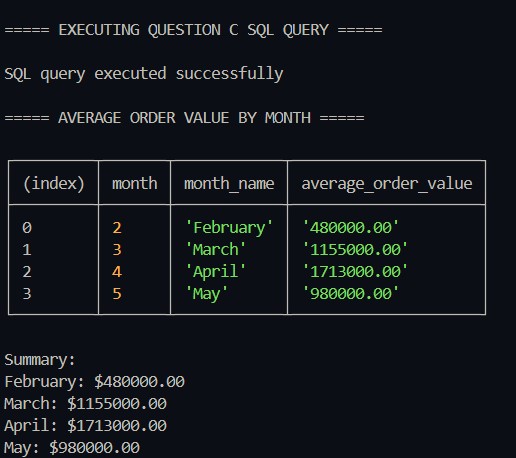 ===== EXECUTING QUESTION C SQL QUERY =====
SQL query executed successfully
===== AVERAGE ORDER VALUE BY MONTH =====
(index) month month_name average_order_value
0 2 'February' '480000.00'
1 3 'March' '1155000.00'
2 4 'April' '1713000.00'
3 5 'May' '980000.00'
Summary:
February: $480000.00
March: $1155000.00
April: $1713000.00
May: $980000.00